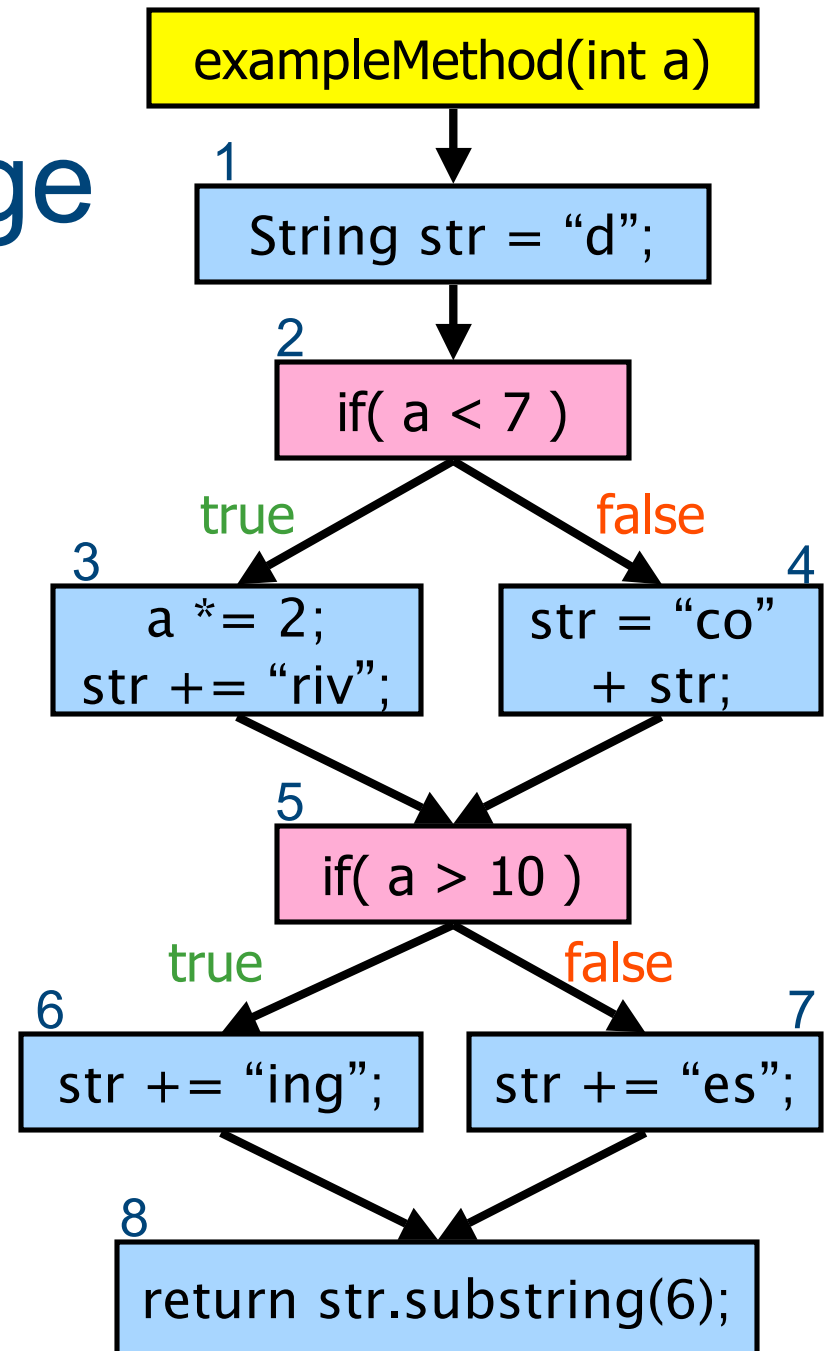 exampleMethod(int a)
ge
1
String str = “d”;
2
if( a < 7 )
true
false
3
a *= 2;
str += “riv”;
4
str = “co”
+ str;
5
if( a > 10 )
true
false
6
str += “ing”;
7
str += “es”;
8
return str.substring(6);